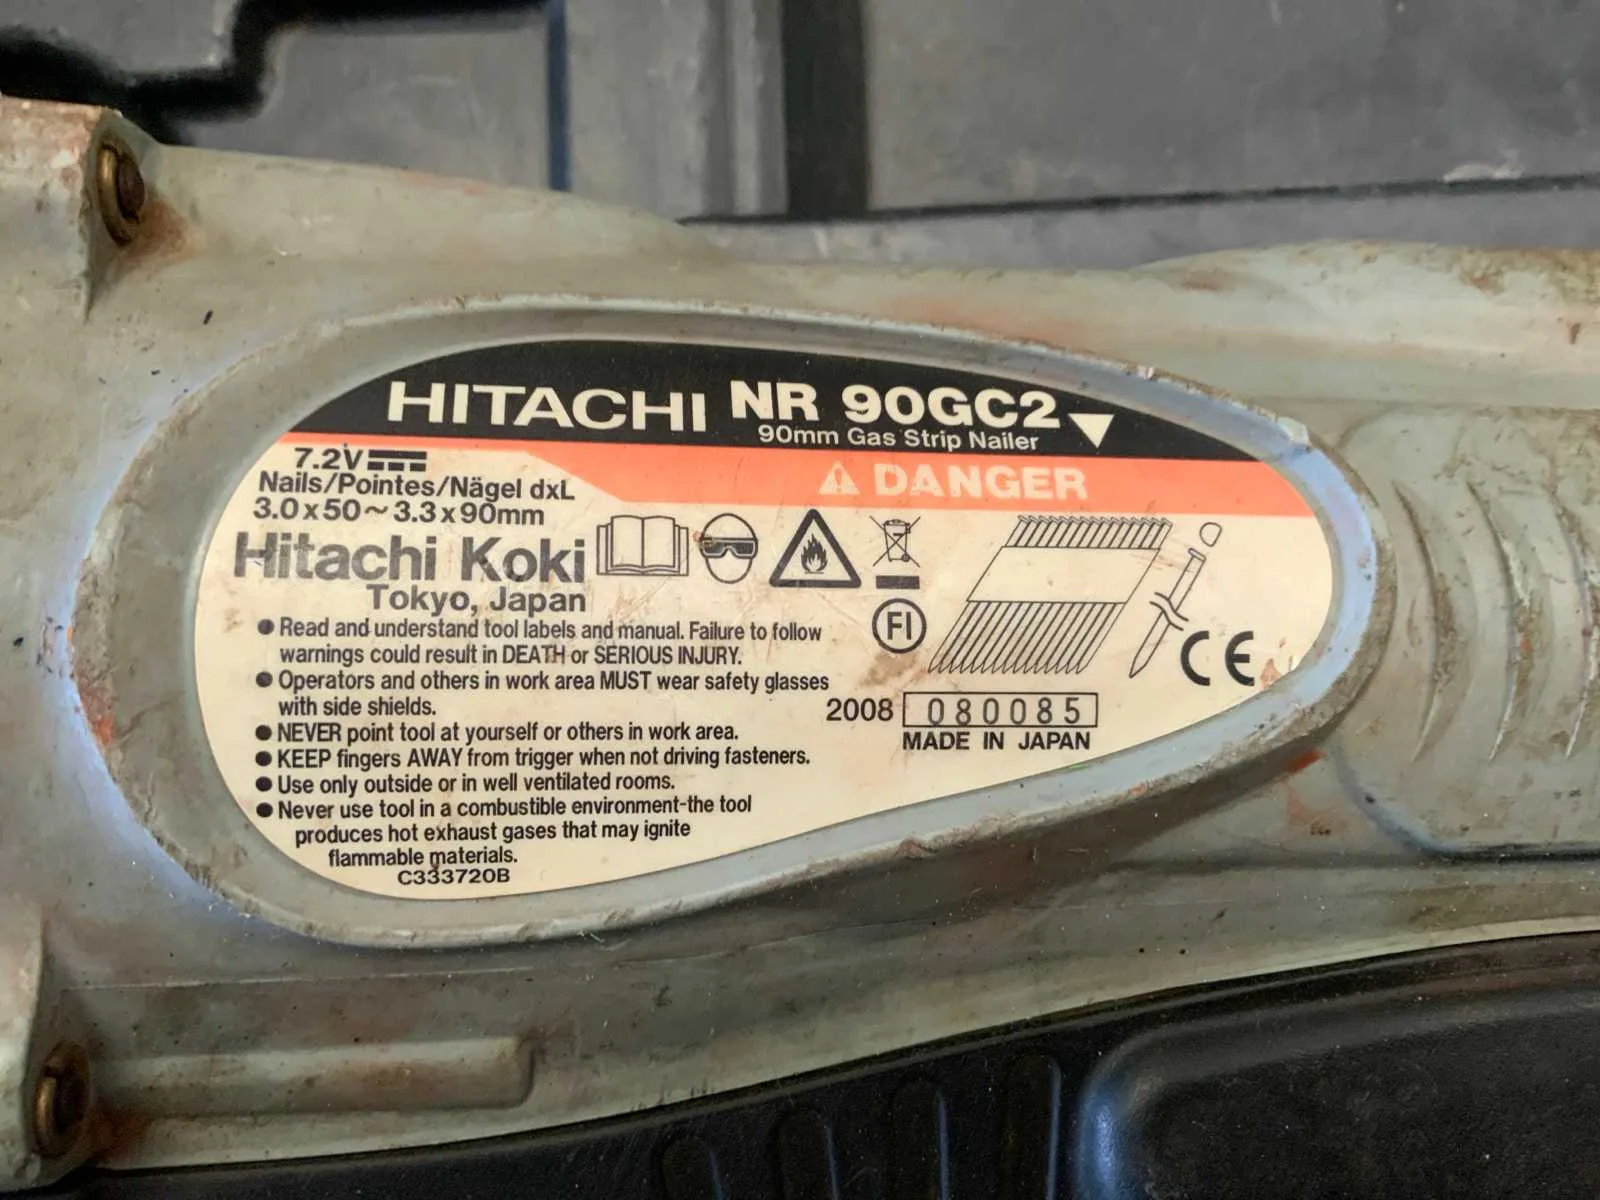 HITACHI NR 90GC2
90mm Gas Strip Nailer
7.2V
DANGER
Nails/Pointes/Nägel dxL
3.0x50~3.3x90mm
Hitachi Koki
Tokyo, Japan
FI
● Read and understand tool labels and manual. Failure to follow
warnings could result in DEATH or SERIOUS INJURY.
● Operators and others in work area MUST wear safety glasses
with side shields.
● NEVER point tool at yourself or others in work area.
● KEEP fingers AWAY from trigger when not driving fasteners.
● Use only outside or in well ventilated rooms.
● Never use tool in a combustible environment-the tool
produces hot exhaust gases that may ignite
flammable materials.
C333720B
CE
2008 080085
MADE IN JAPAN